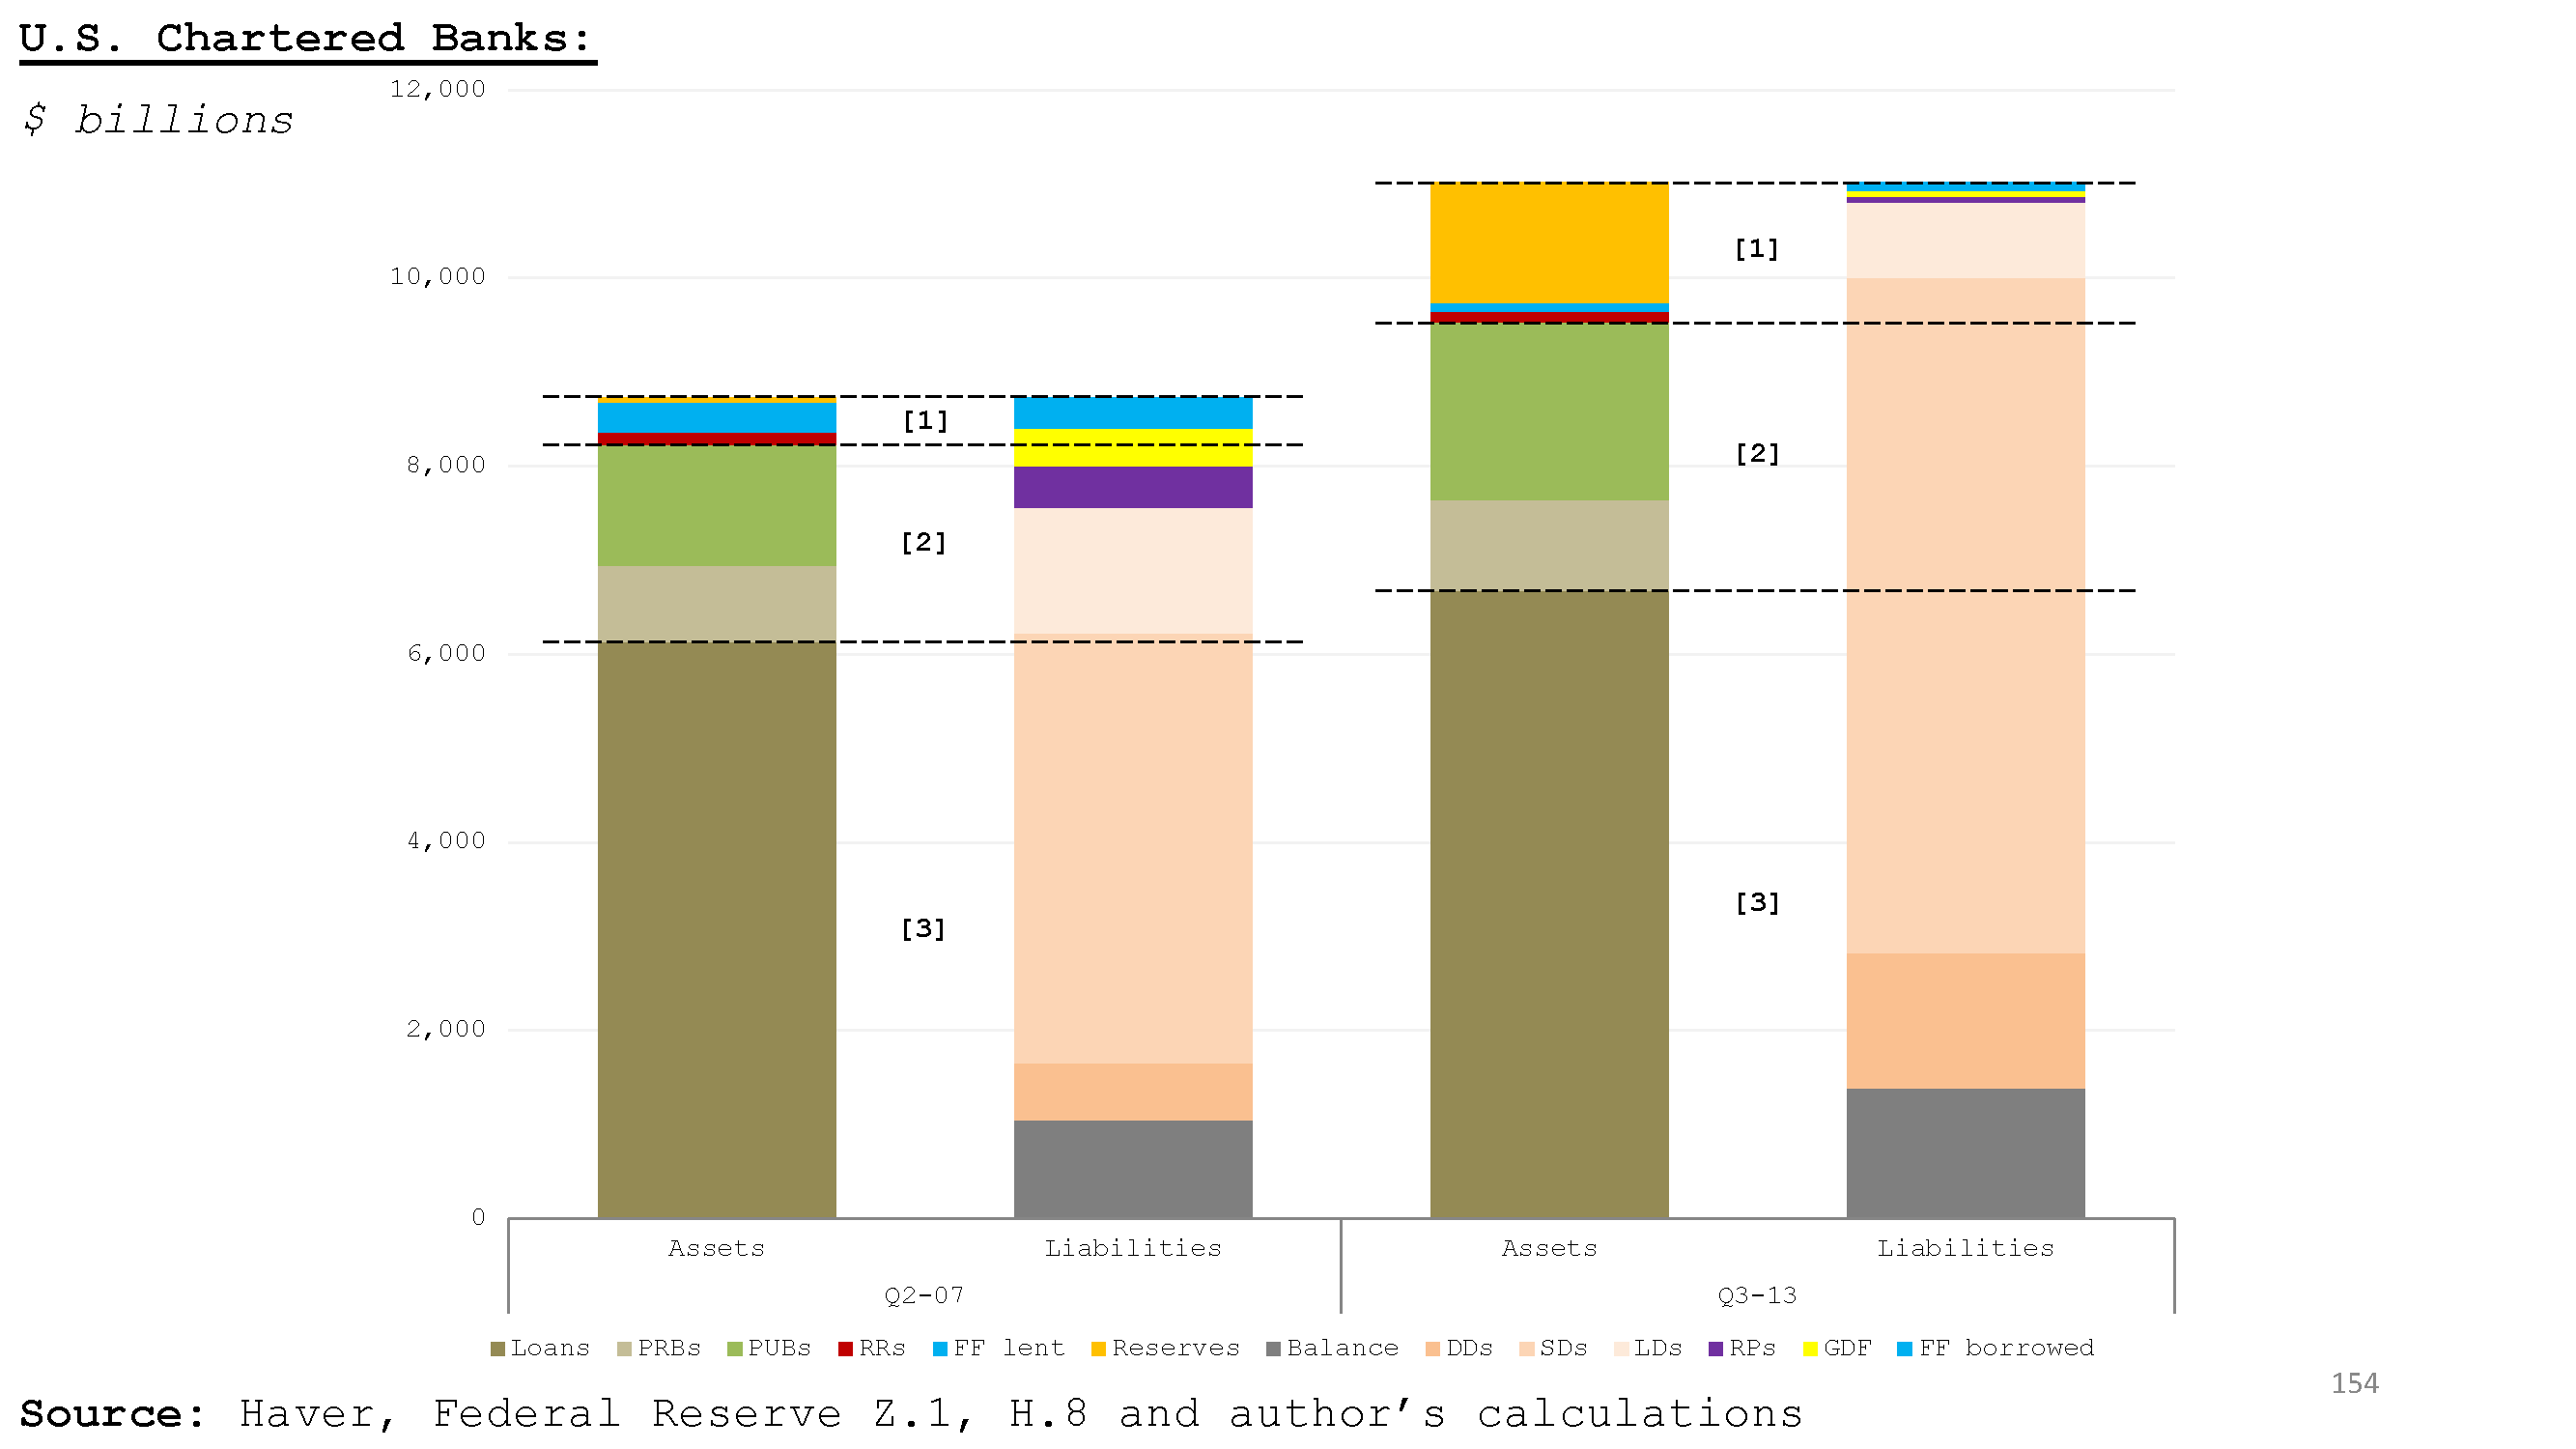 U.S. Chartered Banks:
$ billions
12,000
10,000
8,000
6,000
4,000
2,000
0
[1]
[2]
[3]
[1]
[2]
[3]
Assets Liabilities Assets Liabilities
Q2-07 Q3-13
Loans PRBs PUBs RRs FF lent Reserves Balance DDs SDs LDs RPs GDF FF borrowed
154
Source: Haver, Federal Reserve Z.1, H.8 and author’s calculations